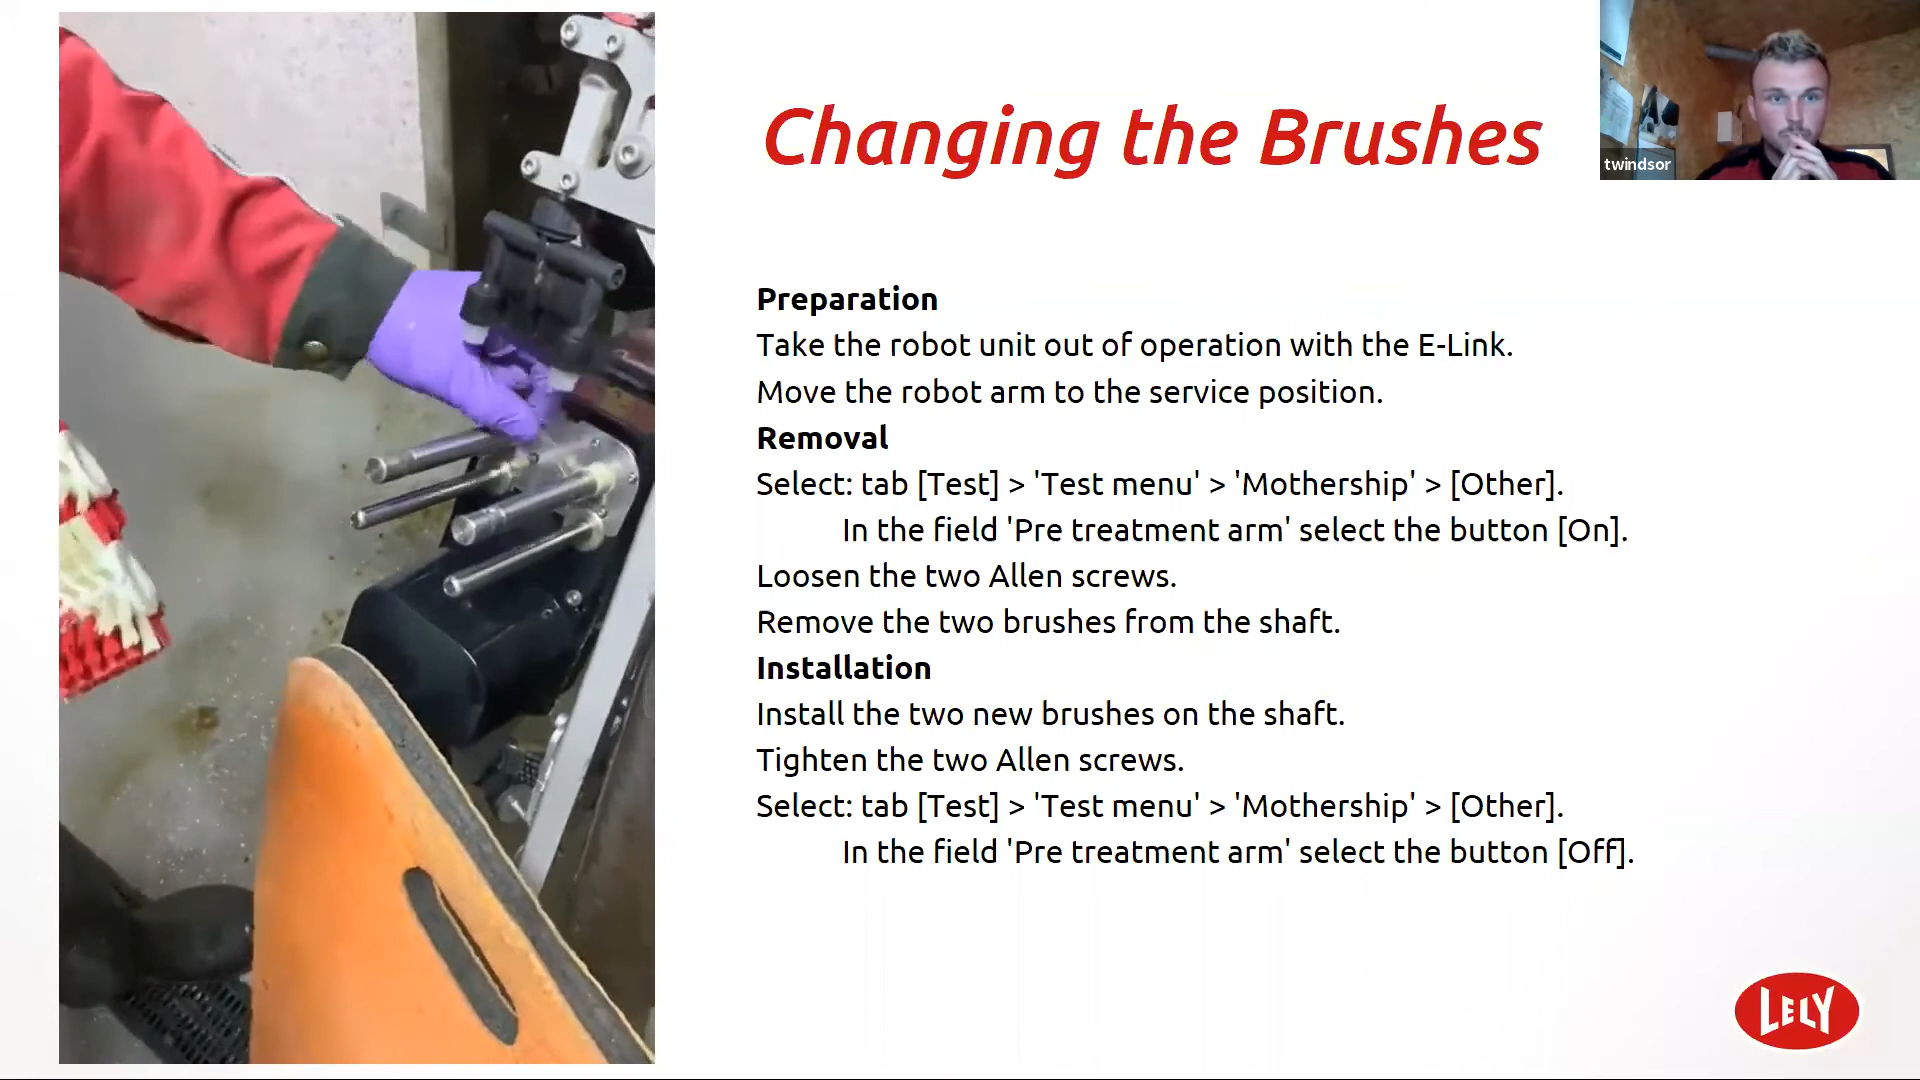 Changing the Brushes
twindsor
Preparation
Take the robot unit out of operation with the E-Link.
Move the robot arm to the service position.
Removal
Select: tab [Test] > 'Test menu' > 'Mothership' > [Other].
In the field 'Pre treatment arm' select the button [On].
Loosen the two Allen screws.
Remove the two brushes from the shaft.
Installation
Install the two new brushes on the shaft.
Tighten the two Allen screws.
Select: tab [Test] > 'Test menu' > 'Mothership' > [Other].
In the field 'Pre treatment arm' select the button [Off].
LELY